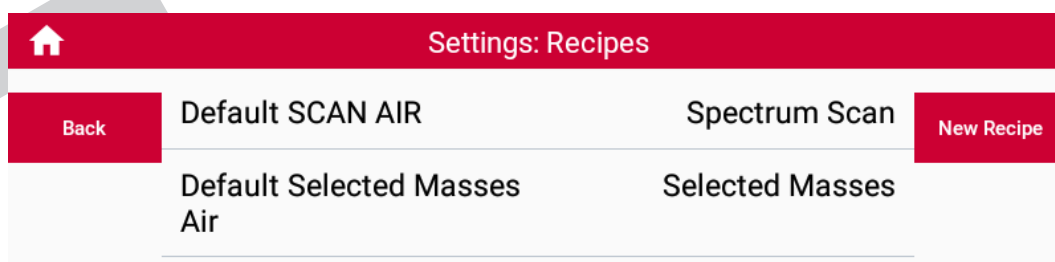 Settings: Recipes
Back
Default SCAN AIR
Spectrum Scan
New Recipe
Default Selected Masses
Air
Selected Masses